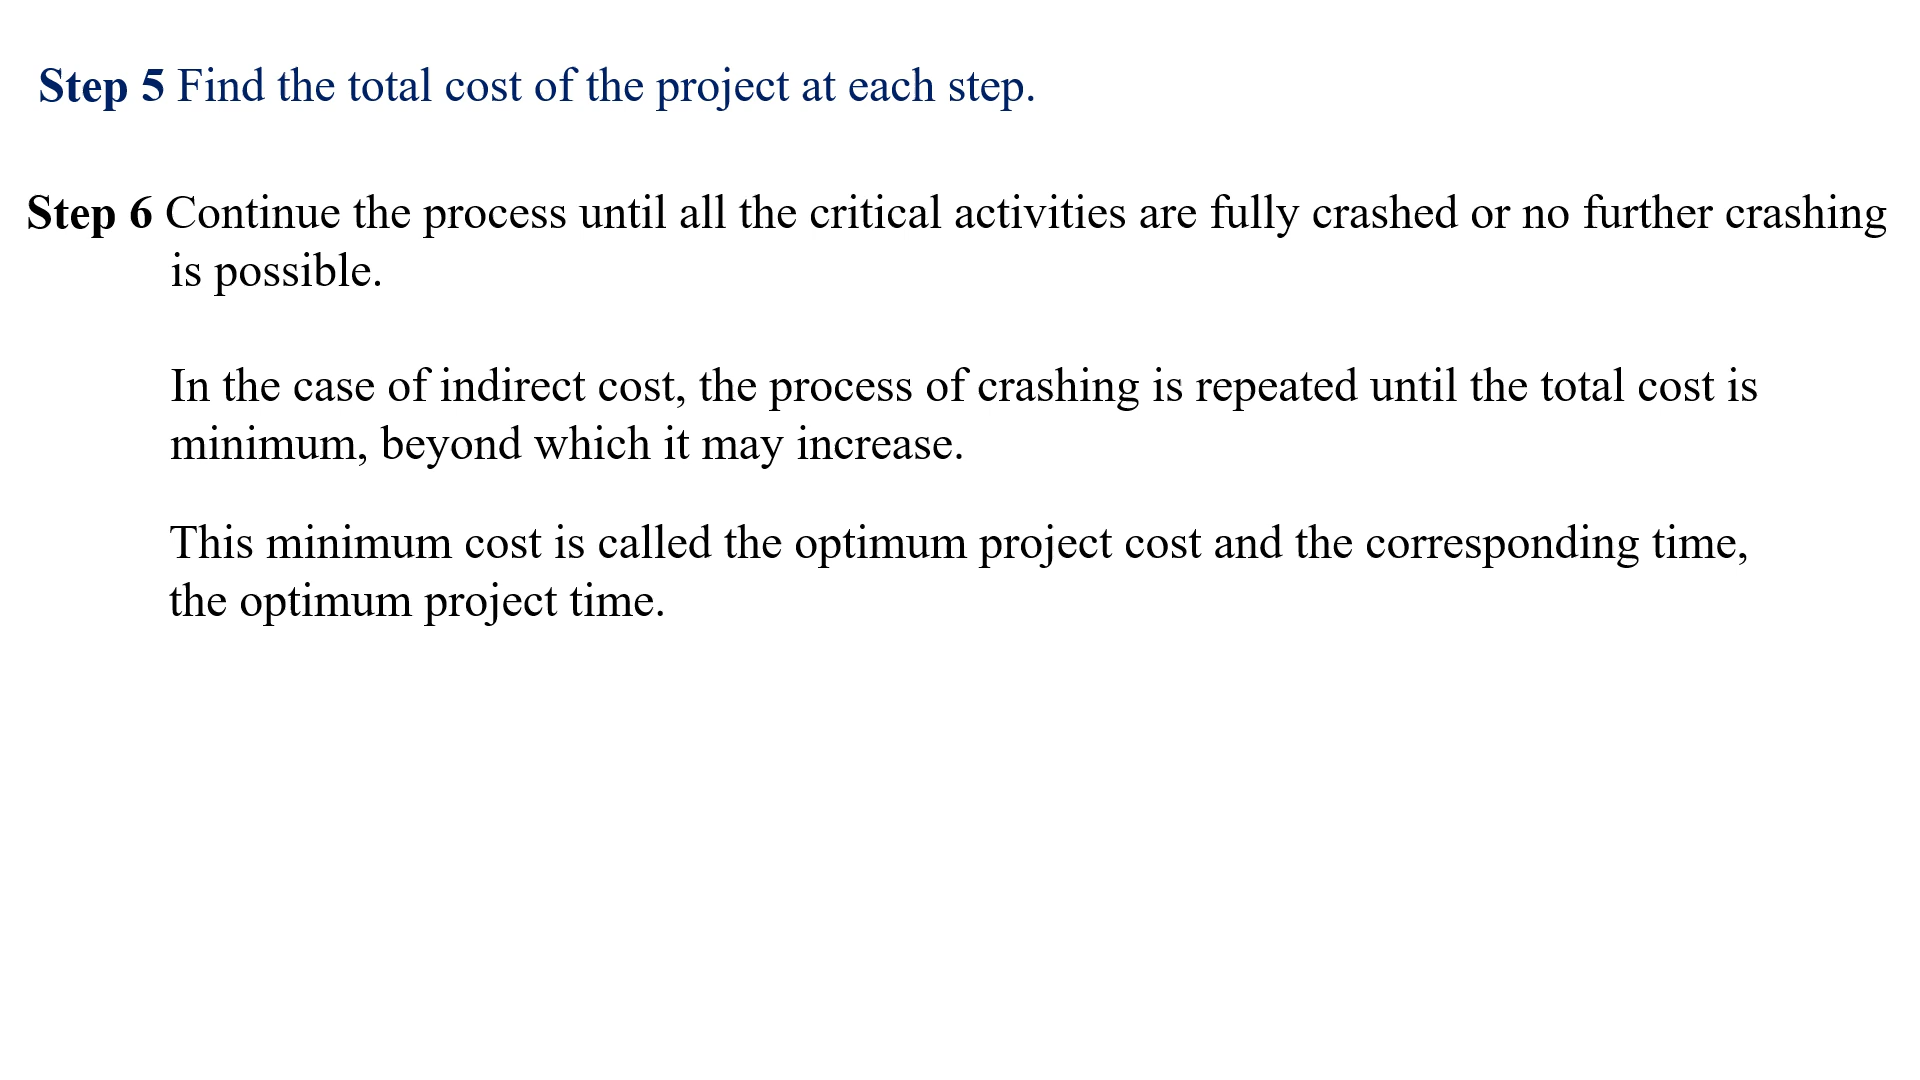 Step 5 Find the total cost of the project at each step.
Step 6 Continue the process until all the critical activities are fully crashed or no further crashing
is possible.
In the case of indirect cost, the process of crashing is repeated until the total cost is
minimum, beyond which it may increase.
This minimum cost is called the optimum project cost and the corresponding time,
the optimum project time.